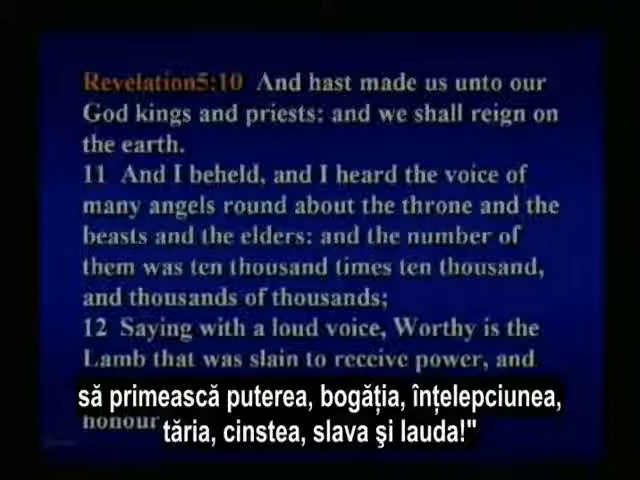 Revelation5:10 And hast made us unto our
God kings and priests: and we shall reign on
the earth.
11 And I beheld, and I heard the voice of
many angels round about the throne and the
beasts and the elders: and the number of
them was ten thousand times ten thousand,
and thousands of thousands;
12 Saying with a loud voice, Worthy is the
Lamb that was slain to receive power, and
să primească puterea, bogăția, înțelepciunea,
honour
tăria, cinstea, slava şi lauda!"